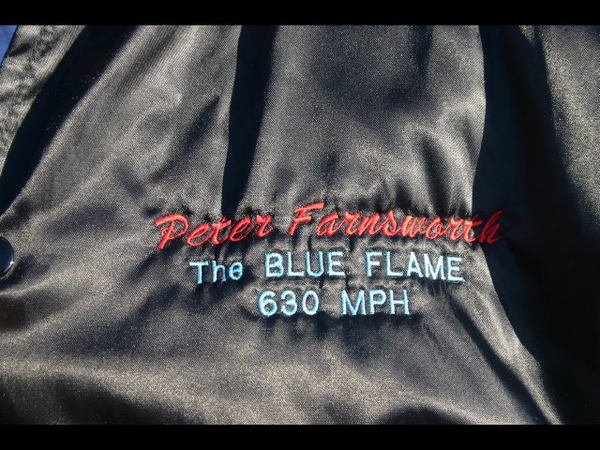 Peter Farnsworth
The BLUE FLAME
630 MPH